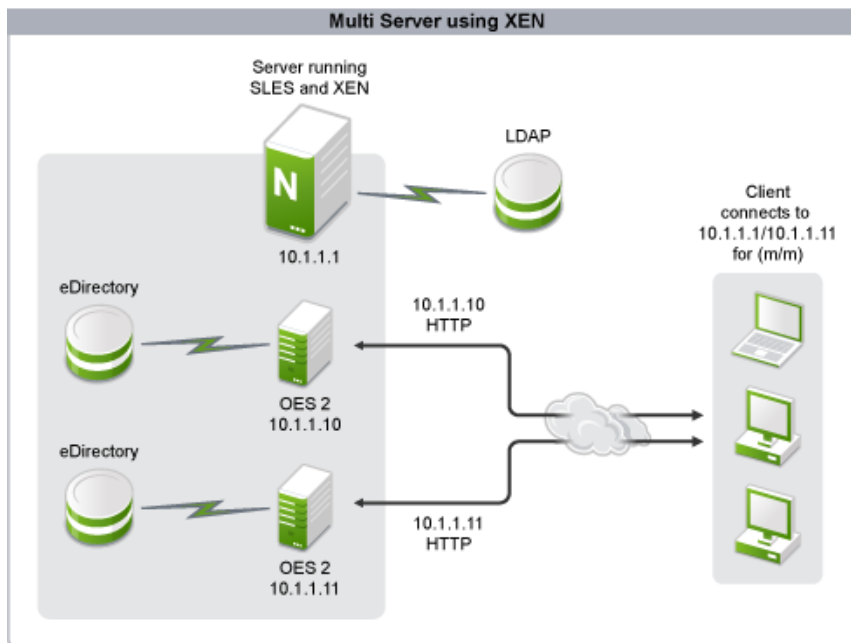 Multi Server using XEN
Server running
SLES and XEN
N
10.1.1.1
LDAP
Client
connects to
10.1.1.1/10.1.1.11
for (m/m)
eDirectory
OES 2
10.1.1.10
10.1.1.10
HTTP
eDirectory
OES 2
10.1.1.11
10.1.1.11
HTTP